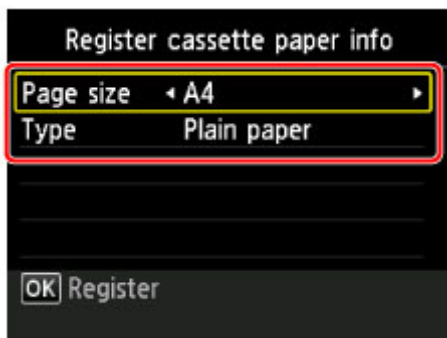 Register cassette paper info
Page size A4
Type Plain paper
OK Register